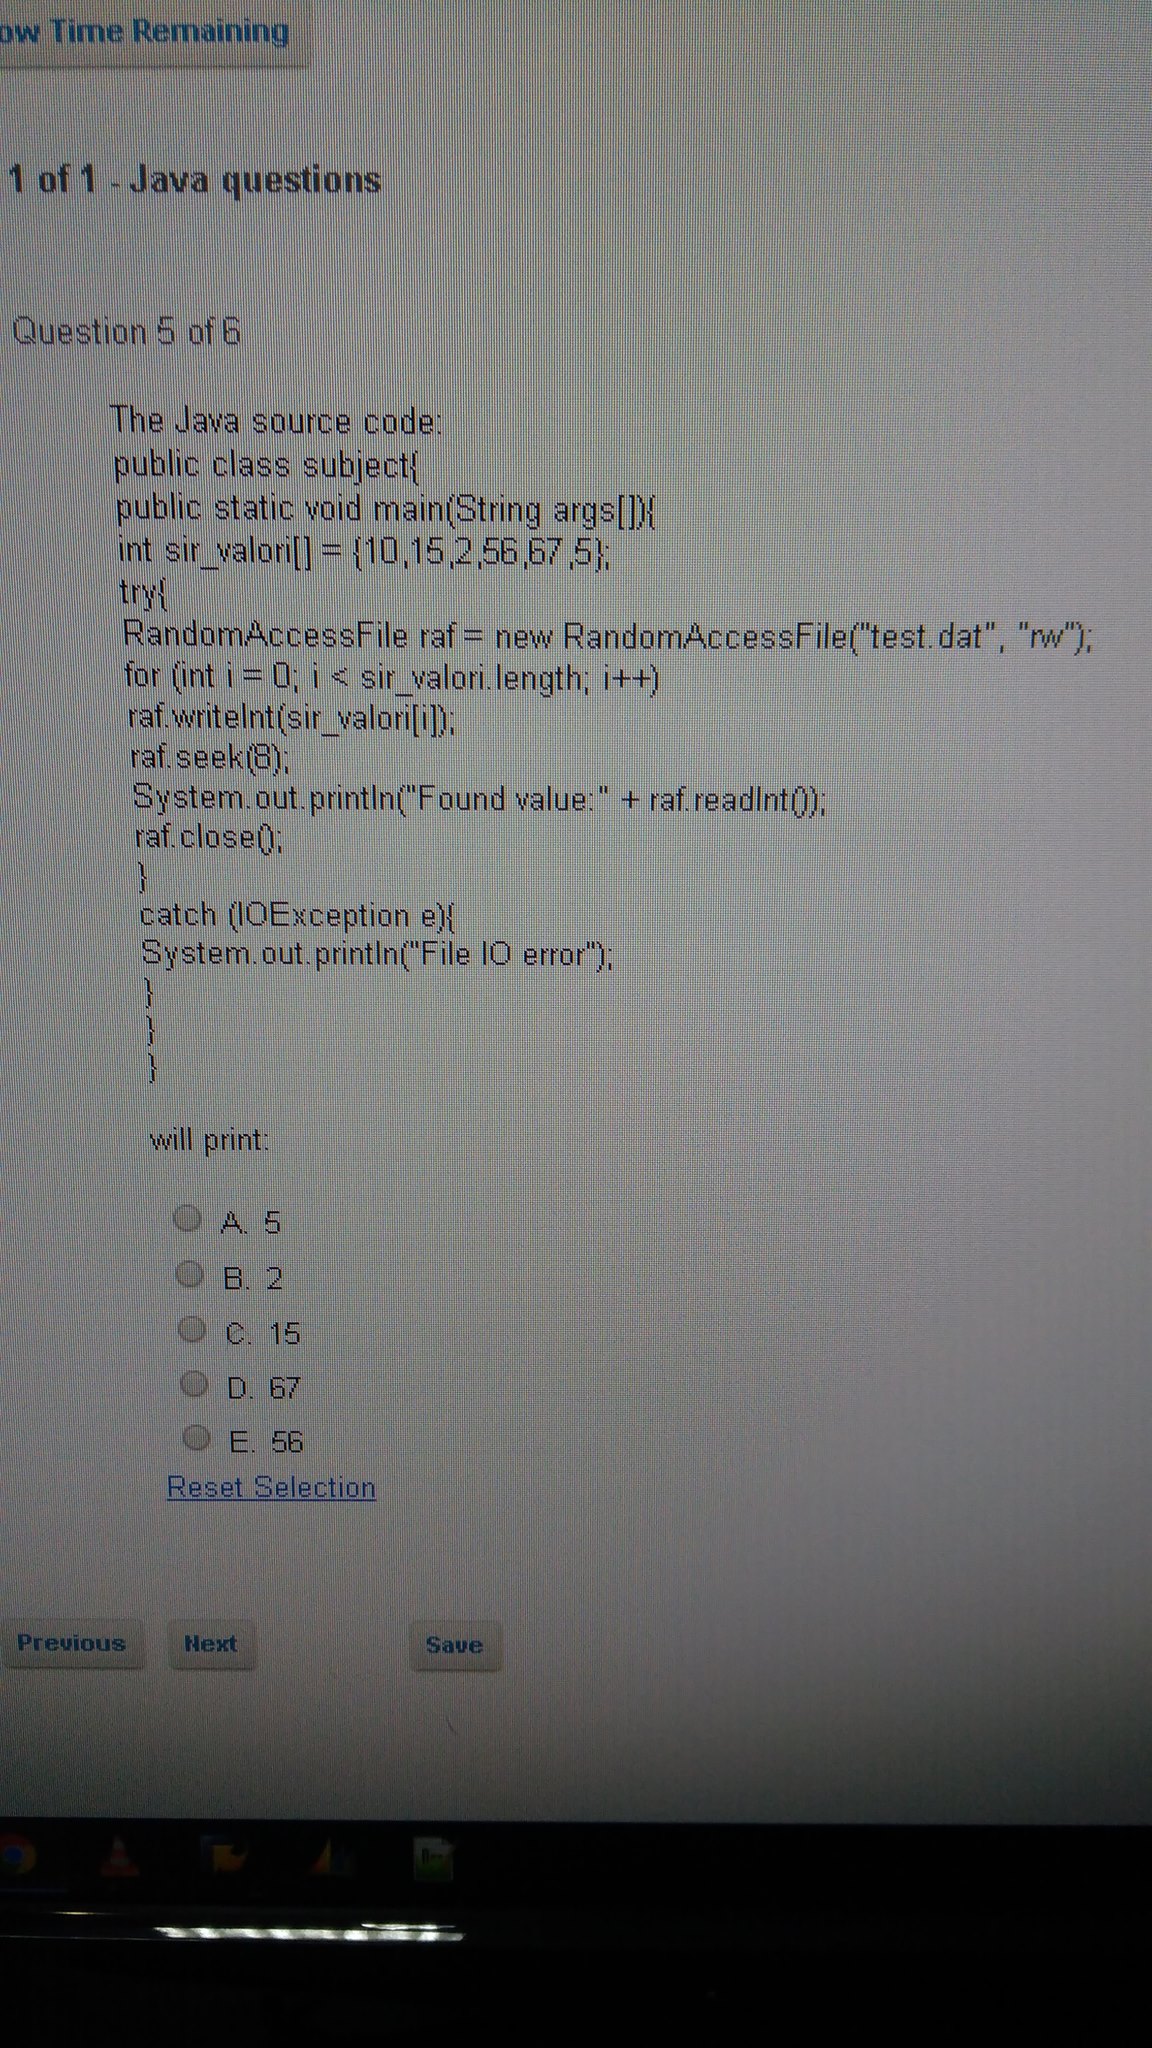 ow Time Remaining
1 of 1 - Java questions
Question 5 of 6
The Java source code:
public class subject{
public static void main(String args[]){
int sir_valori[] = {10,15,2,56,67,5};
try{
RandomAccessFile raf = new RandomAccessFile("test.dat", "rw");
for (int i = 0; i < sir_valori.length; i++)
raf.writeInt(sir_valori[i]);
raf.seek(8);
System.out.println("Found value:" + raf.readInt());
raf.close();
}
catch (IOException e){
System.out.println("File IO error");
}
}
}
will print:
A. 5
B. 2
C. 15
D. 67
E. 56
Reset Selection
Previous Next Save